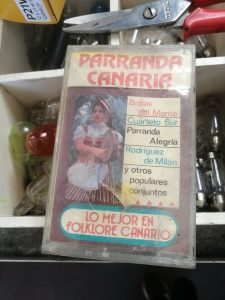 P21W
PARRANDA
CANARIA
Brisas
del Monte
Cuarteto Sur
Parranda
Alegría
Rodríguez
de Milán
y otros
populares
conjuntos
LO MEJOR EN
FOLKLORE CANARIO